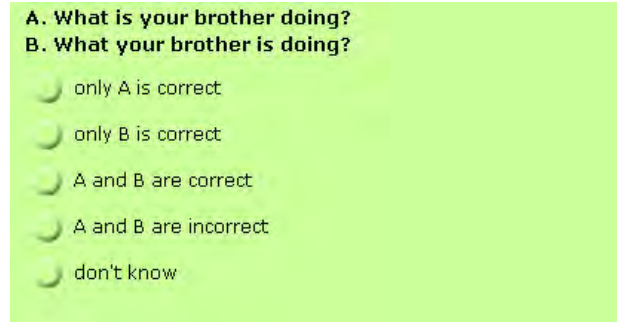 A. What is your brother doing?
B. What your brother is doing?
only A is correct
only B is correct
A and B are correct
A and B are incorrect
don't know